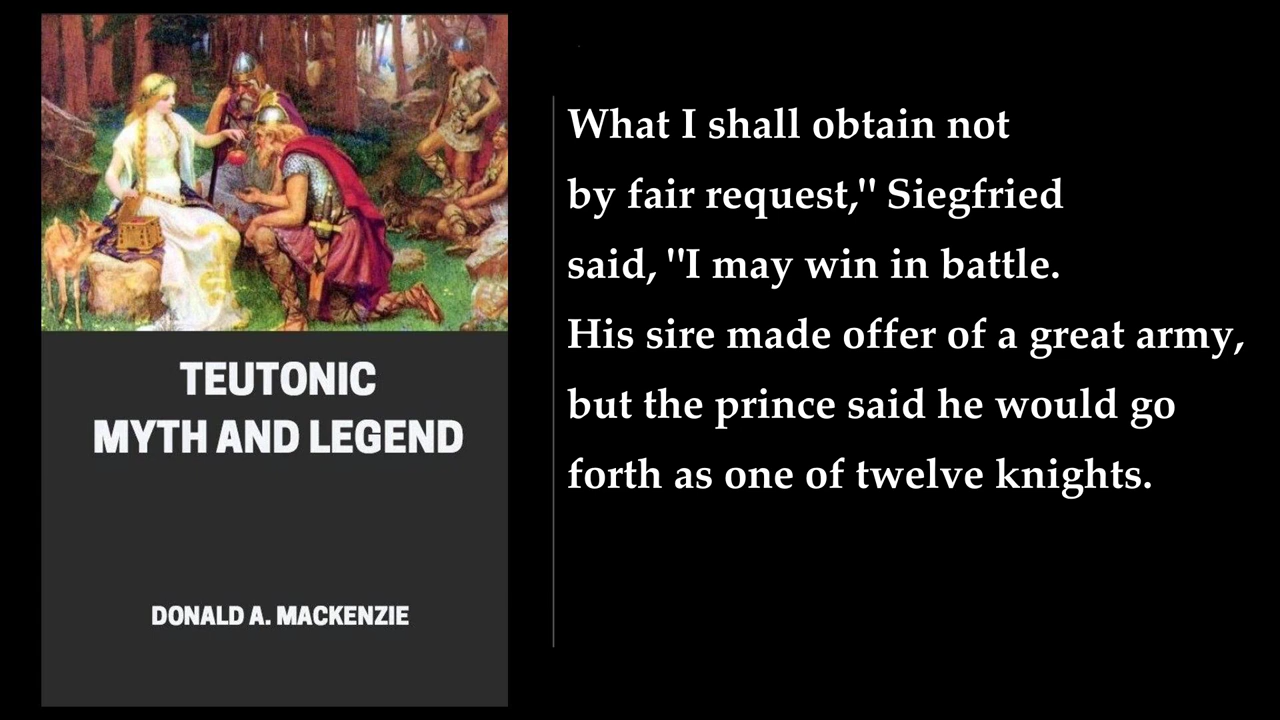 TEUTONIC
MYTH AND LEGEND
DONALD A. MACKENZIE
What I shall obtain not
by fair request," Siegfried
said, "I may win in battle.
His sire made offer of a great army,
but the prince said he would go
forth as one of twelve knights.